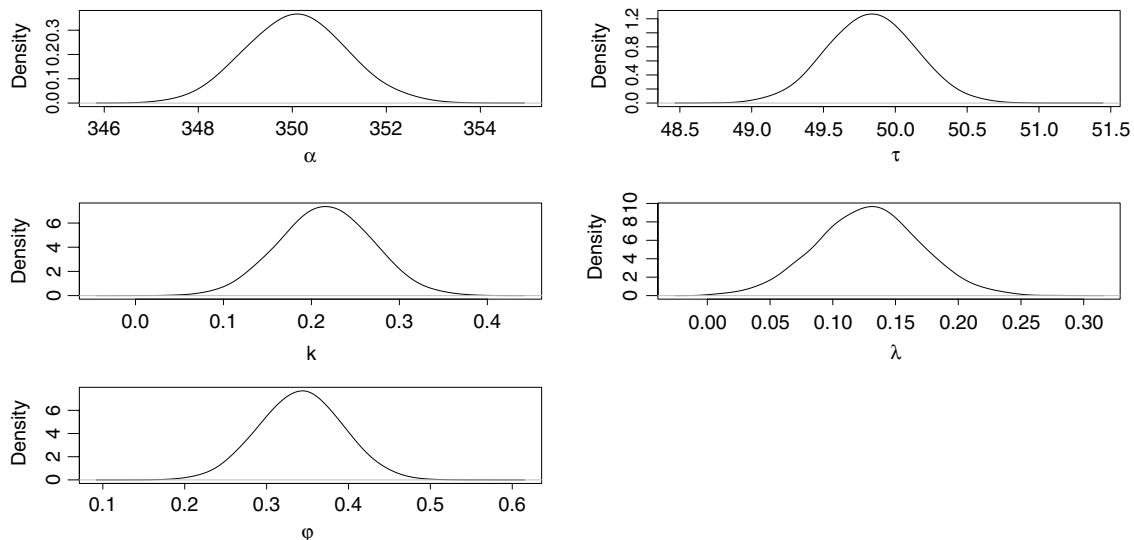 Density
0.0 0.1 0.2 0.3
346 348 350 352 354
α
Density
0.0 0.4 0.8 1.2
48.5 49.0 49.5 50.0 50.5 51.0 51.5
τ
Density
0 2 4 6
0.0 0.1 0.2 0.3 0.4
k
Density
0 2 4 6 8 10
0.00 0.05 0.10 0.15 0.20 0.25 0.30
λ
Density
0 2 4 6
0.1 0.2 0.3 0.4 0.5 0.6
φ